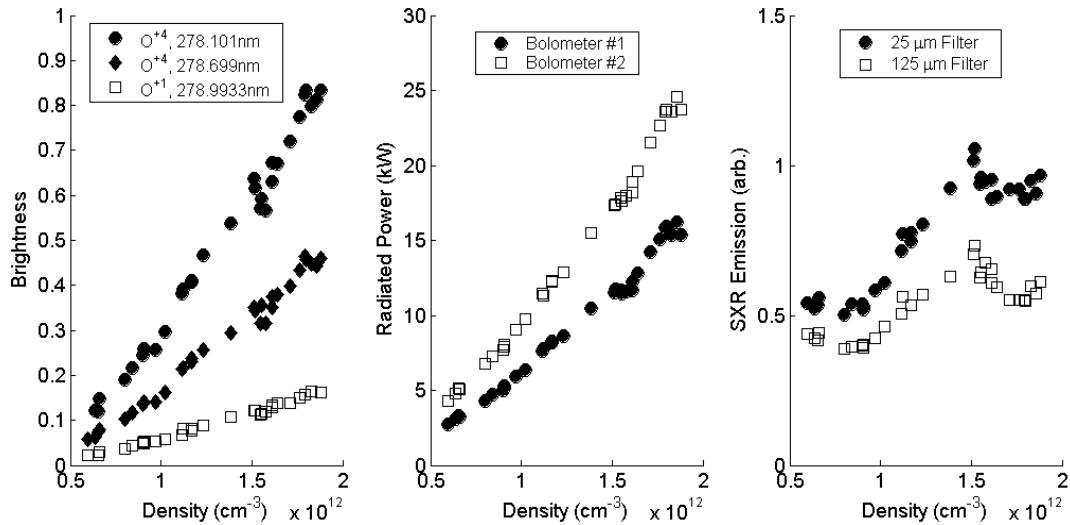 O+4, 278.101nm
O+4, 278.699nm
O+1, 278.9933nm
1
0.9
0.8
0.7
0.6
0.5
0.4
0.3
0.2
0.1
0
Brightness
0.5
1
1.5
2
Density (cm-3)
x 10^12
Bolometer #1
Bolometer #2
30
25
20
15
10
5
0
Radiated Power (kW)
0.5
1
1.5
2
Density (cm-3)
x 10^12
25 µm Filter
125 µm Filter
1.5
1
0.5
0
SXR Emission (arb.)
0.5
1
1.5
2
Density (cm-3)
x 10^12